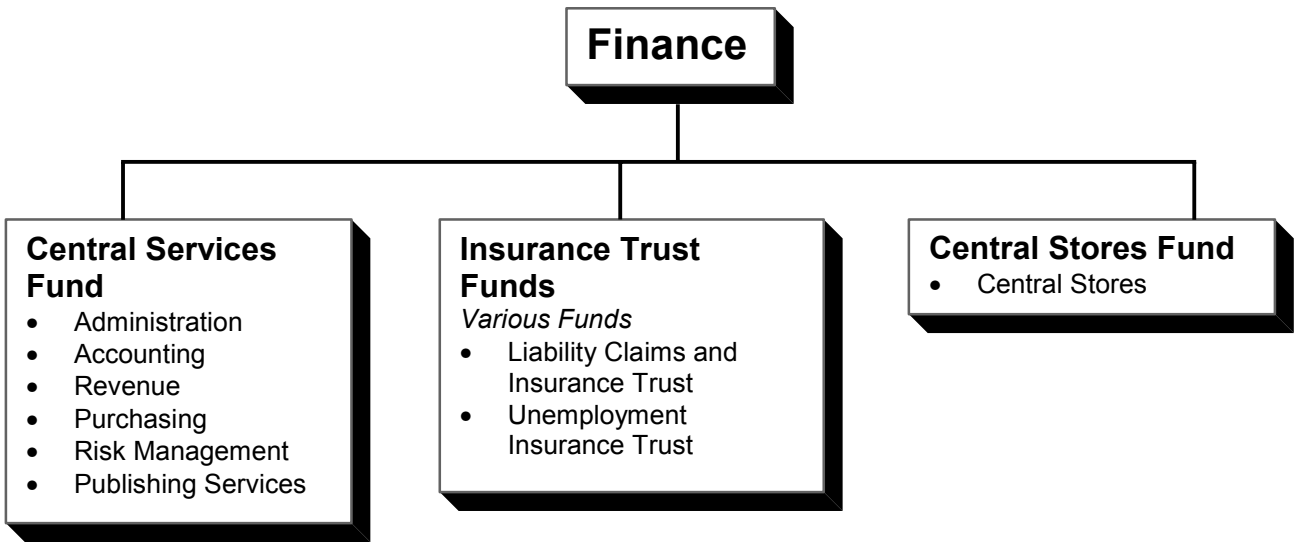 Finance
Central Services
Fund
• Administration
• Accounting
• Revenue
• Purchasing
• Risk Management
• Publishing Services
Insurance Trust
Funds
Various Funds
• Liability Claims and
Insurance Trust
• Unemployment
Insurance Trust
Central Stores Fund
• Central Stores